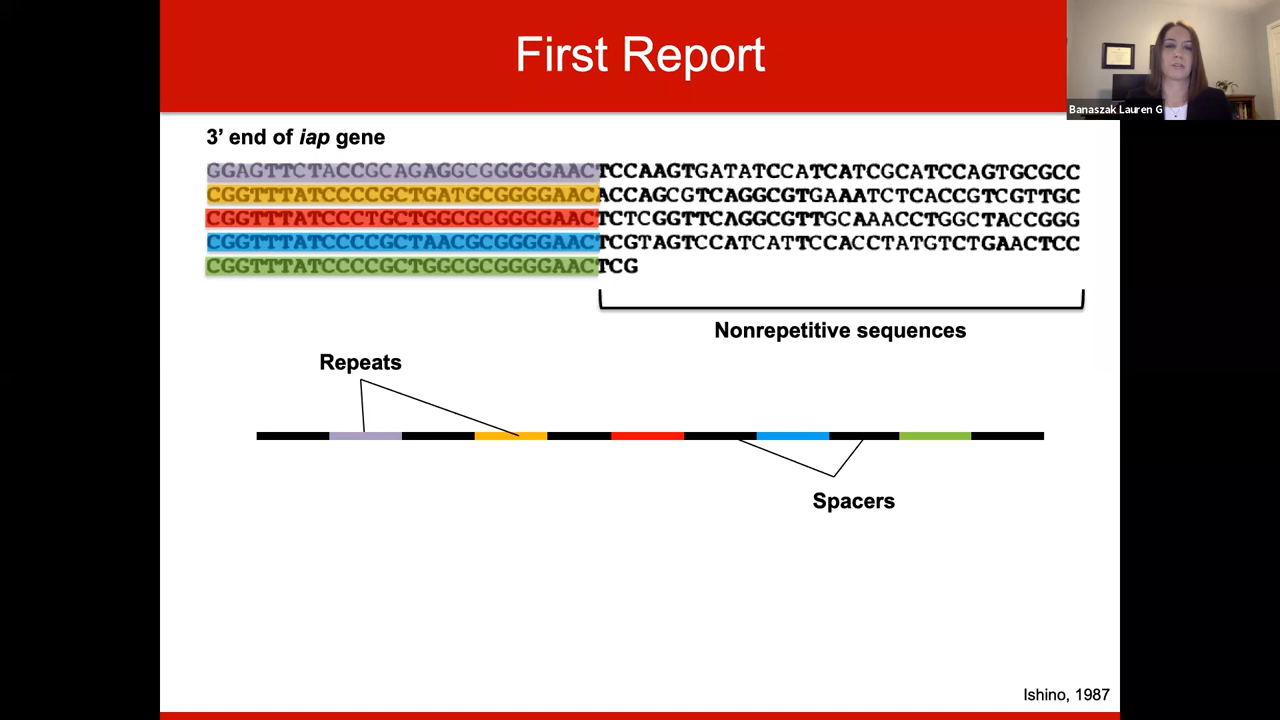 First Report
Banaszak Lauren G
3’ end of iap gene
GGAGTTCTACCGCAGAGGCGGGGGAACTCCAAGTGATATCCATCATCGCATCCAGTGCGCC
CGGTTTATCCCCGCTGATGCGGGGAACACCAGCGTCAGGCGTGAAATCTCACCGTCGTTGC
CGGTTTATCCCTGCTGGCGCGGGGAACTCTCGGTTCAGGCGTTGCAAACCTGGCTACCGGG
CGGTTTATCCCCGCTAACGCGGGGAACTCGTAGTCCATCATTCCACCTATGTCTGAACTCC
CGGTTTATCCCCGCTGGCGCGGGGAACTCG
Nonrepetitive sequences
Repeats
Spacers
Ishino, 1987